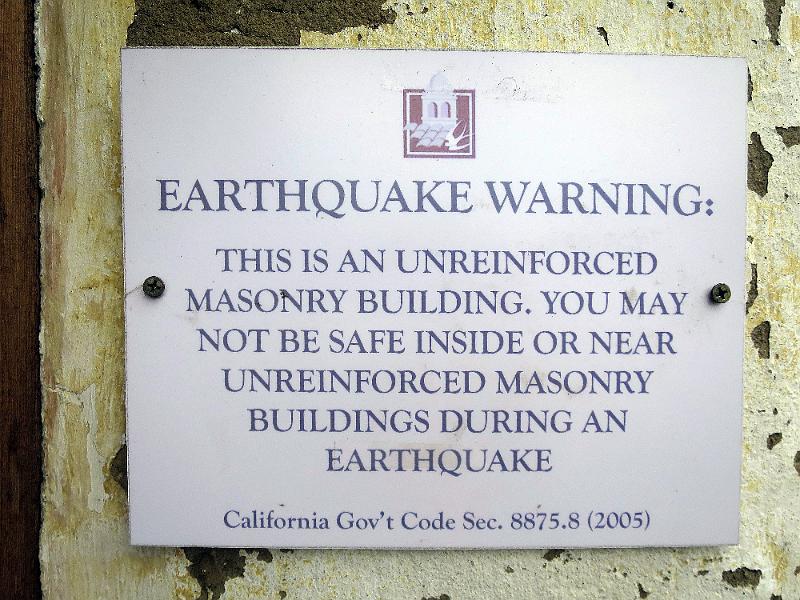 EARTHQUAKE WARNING:
THIS IS AN UNREINFORCED
MASONRY BUILDING. YOU MAY
NOT BE SAFE INSIDE OR NEAR
UNREINFORCED MASONRY
BUILDINGS DURING AN
EARTHQUAKE
California Gov't Code Sec. 8875.8 (2005)